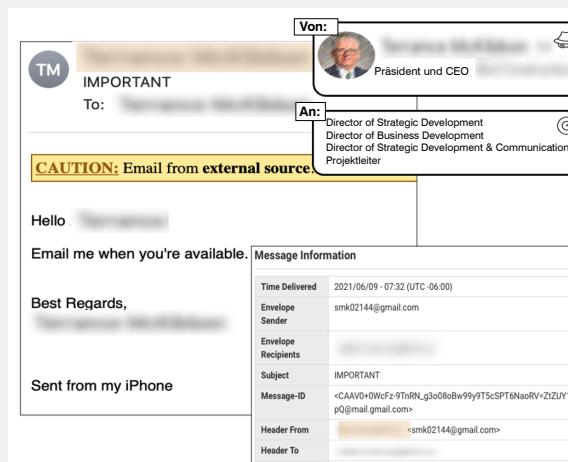 Von:
Präsident und CEO
TM
IMPORTANT
To:
An:
Director of Strategic Development
Director of Business Development
Director of Strategic Development & Communication
Projektleiter
CAUTION: Email from external source
Hello
Email me when you're available.
Best Regards,
Sent from my iPhone
Message Information
Time Delivered 2021/06/09 - 07:32 (UTC -06:00)
Envelope smk02144@gmail.com
Sender
Envelope
Recipients
Subject IMPORTANT
Message-ID <CAAV0+0WcFz-9TnRN_g3o08oBw99y9T5cSPT6NaoRV=ZtZUY
pQ@mail.gmail.com>
Header From <smk02144@gmail.com>
Header To